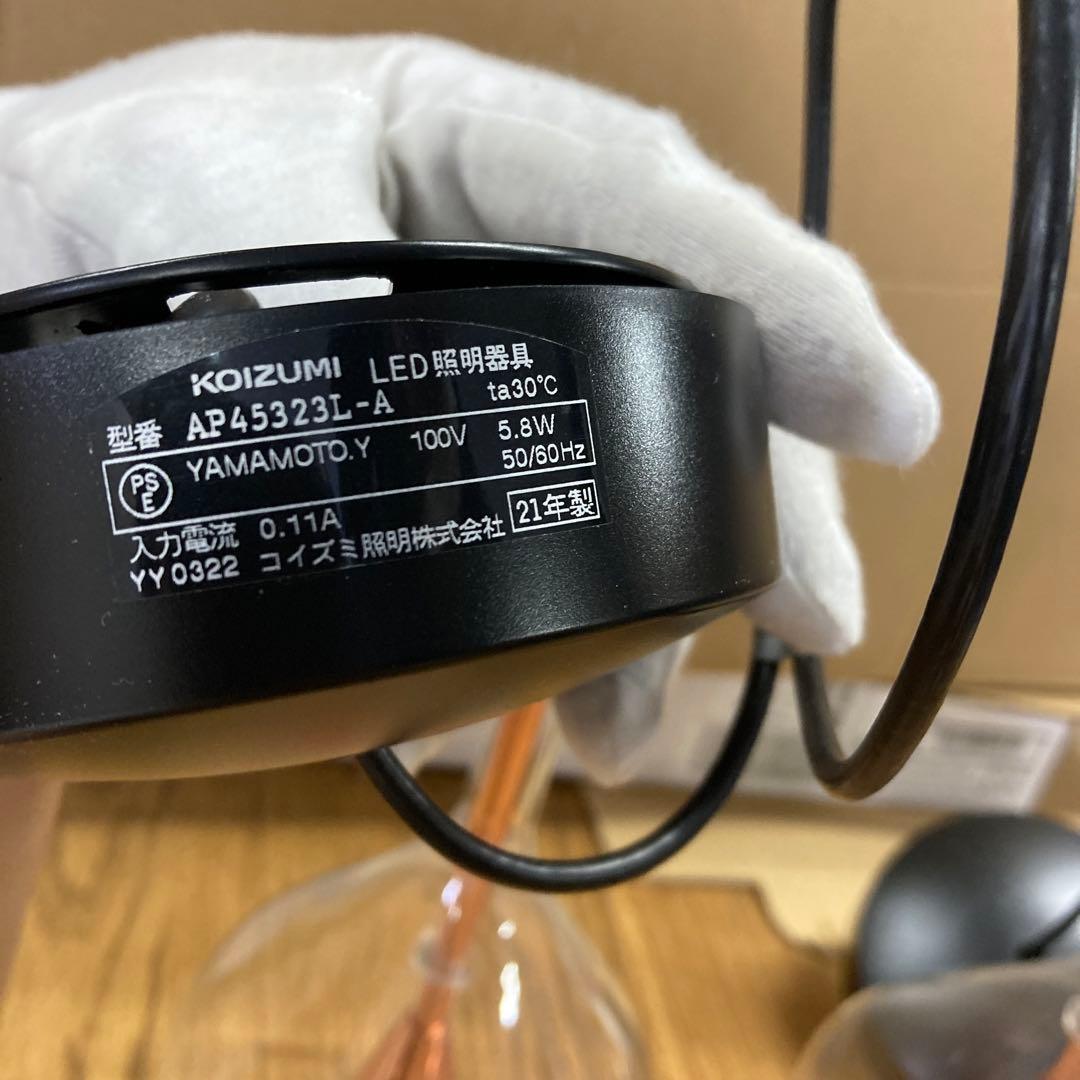 KOIZUMI LED照明器具
型番 AP45323L-A ta30℃
PSE YAMAMOTO.Y 100V 5.8W
50/60Hz
入力電流 0.11A 21年製
YY0322 コイズミ照明株式会社